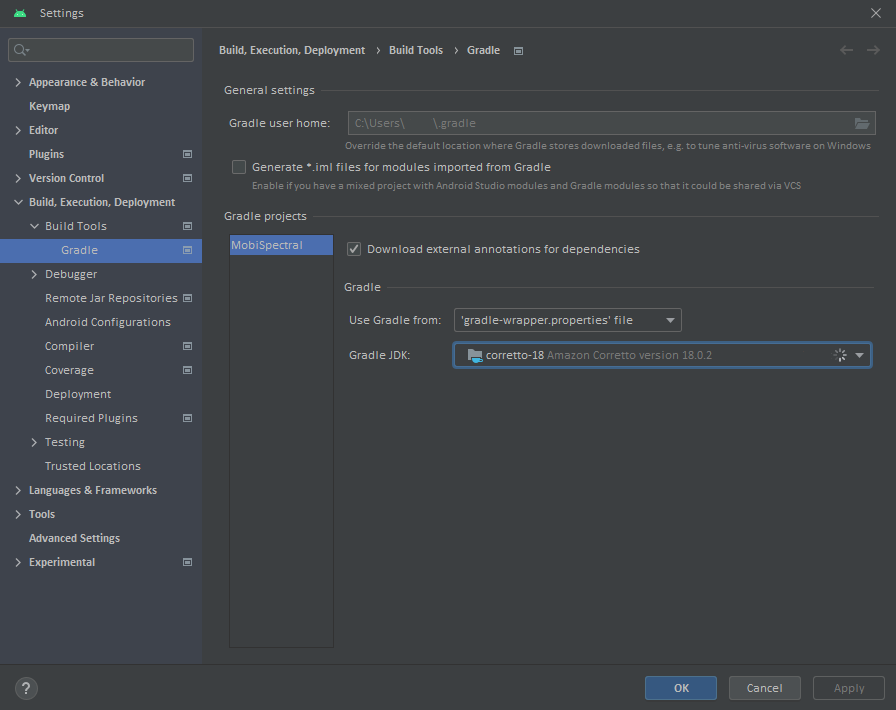 Settings
Build, Execution, Deployment › Build Tools › Gradle
Appearance & Behavior
Keymap
Editor
Plugins
Version Control
Build, Execution, Deployment
Build Tools
Gradle
Debugger
Remote Jar Repositories
Android Configurations
Compiler
Coverage
Deployment
Required Plugins
Testing
Trusted Locations
Languages & Frameworks
Tools
Advanced Settings
Experimental
General settings
Gradle user home: C:\Users\ \.gradle
Override the default location where Gradle stores downloaded files, e.g. to tune anti-virus software on Windows
Generate *.iml files for modules imported from Gradle
Enable if you have a mixed project with Android Studio modules and Gradle modules so that it could be shared via VCS
Gradle projects
MobiSpectral
Download external annotations for dependencies
Gradle
Use Gradle from: 'gradle-wrapper.properties' file
Gradle JDK: corretto-18 Amazon Corretto version 18.0.2
?
OK
Cancel
Apply